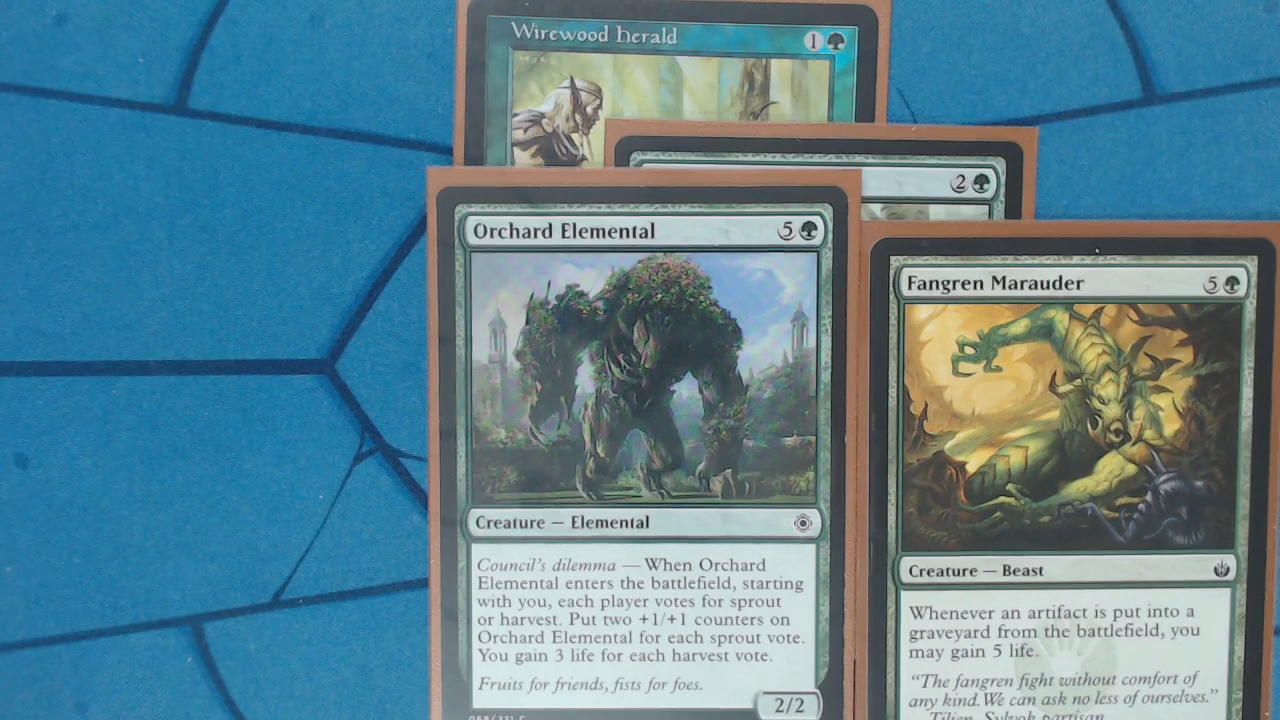 Wirewood Herald 1
2
Orchard Elemental 5
Creature — Elemental
Council's dilemma — When Orchard
Elemental enters the battlefield, starting
with you, each player votes for sprout
or harvest. Put two +1/+1 counters on
Orchard Elemental for each sprout vote.
You gain 3 life for each harvest vote.
Fruits for friends, fists for foes.
2/2
Fangren Marauder 5
Creature — Beast
Whenever an artifact is put into a
graveyard from the battlefield, you
may gain 5 life.
"The fangren fight without comfort of
any kind. We can ask no less of ourselves."